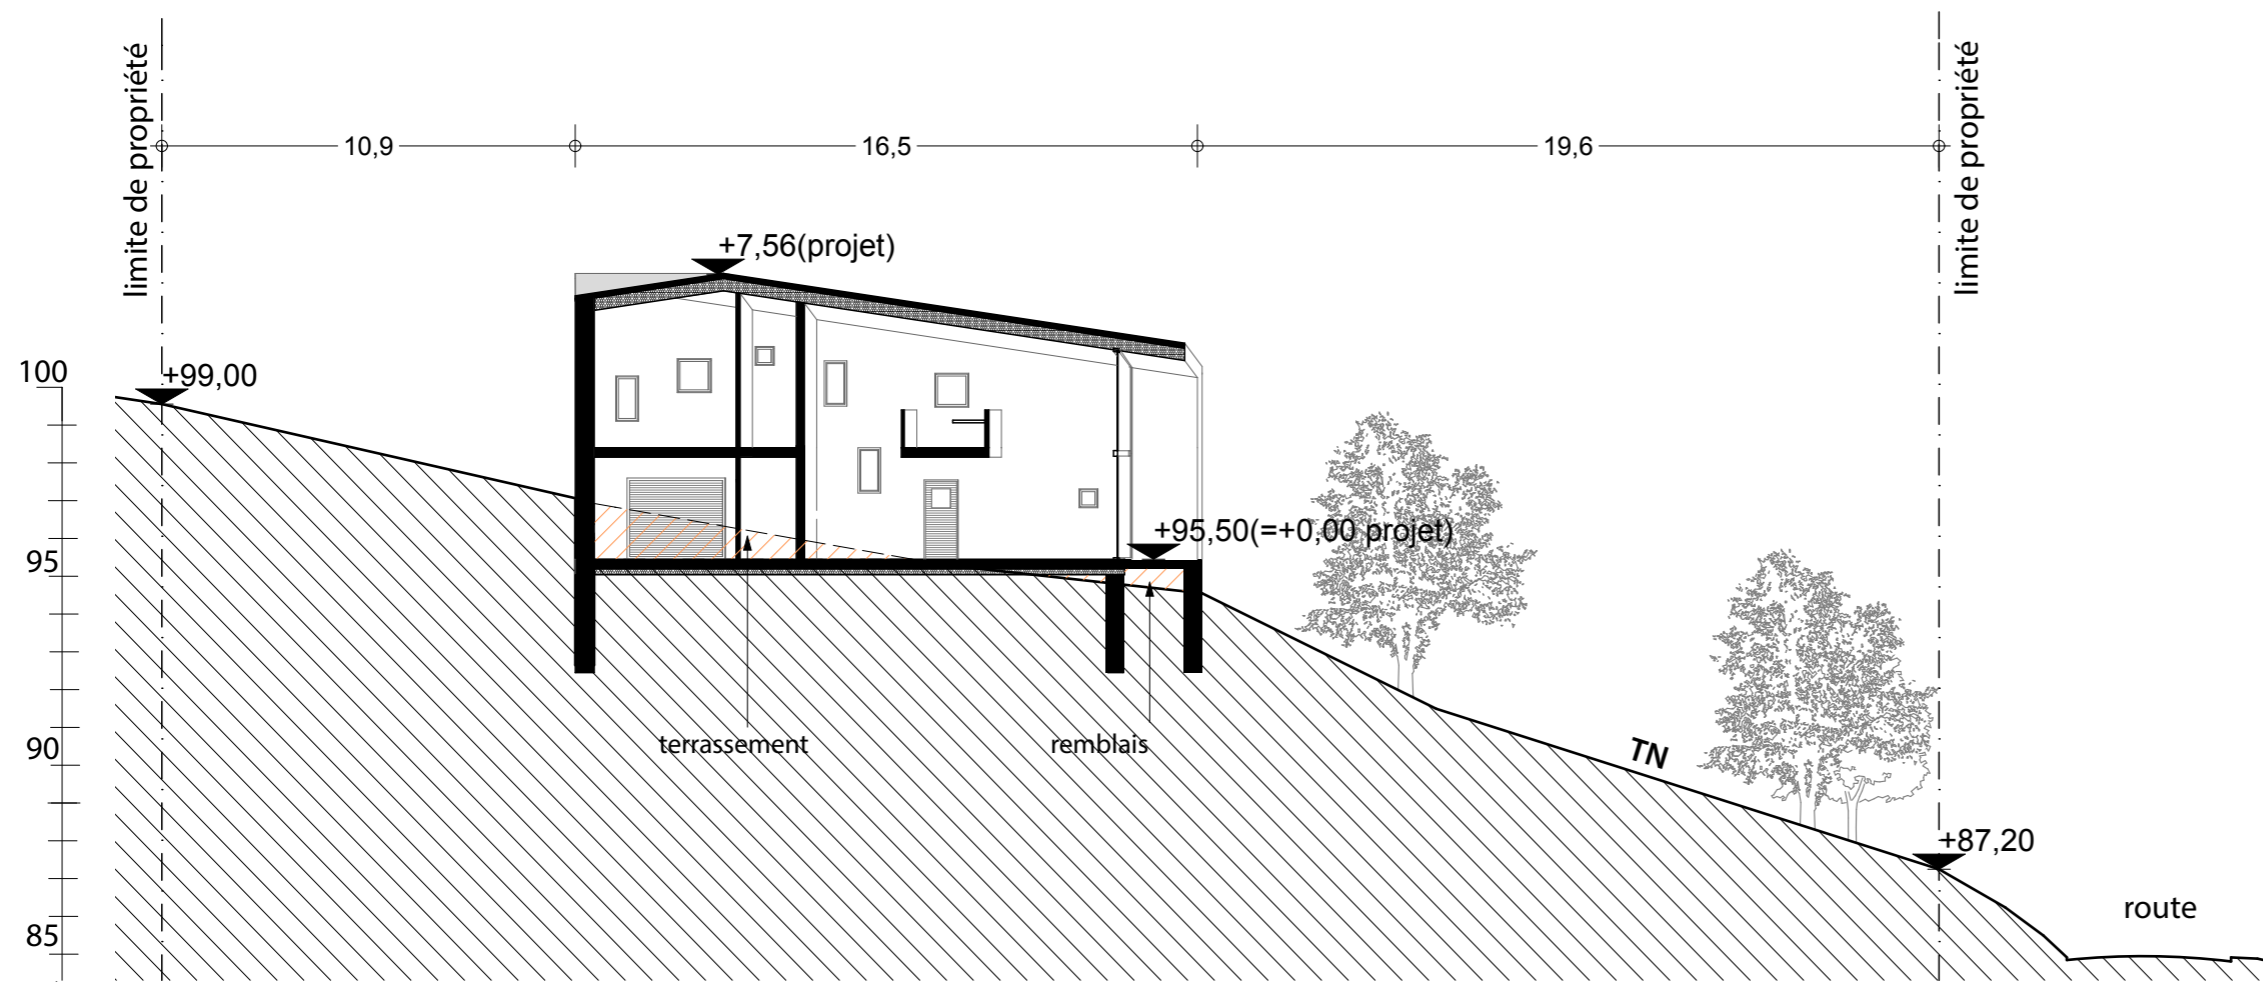 limite de propriété
limite de propriété
10,9
16,5
19,6
+7,56(projet)
100
+99,00
+95,50(=+0,00 projet)
95
terrassement
remblais
90
TN
+87,20
85
route